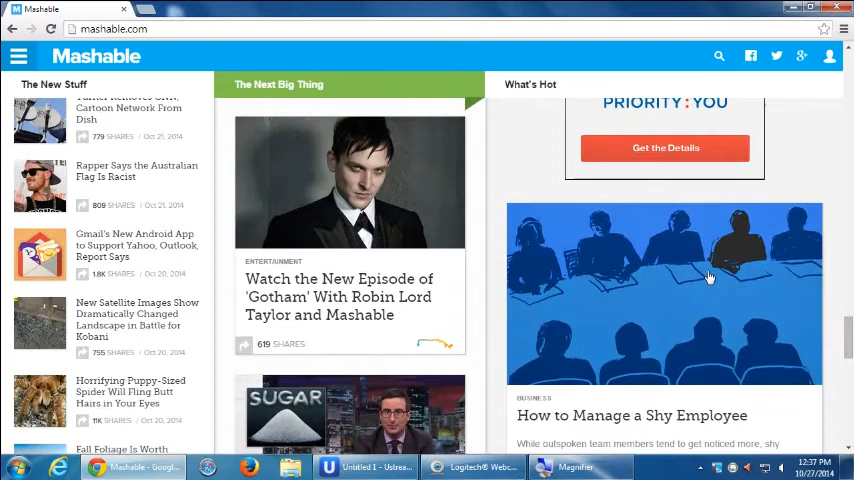 Mashable
mashable.com
Mashable
The New Stuff
The Next Big Thing
What's Hot
Cartoon Network From
Dish
779 SHARES / Oct 21, 2014
Rapper Says the Australian
Flag Is Racist
809 SHARES / Oct 21, 2014
Gmail's New Android App
to Support Yahoo, Outlook,
Report Says
1.8K SHARES / Oct 20, 2014
New Satellite Images Show
Dramatically Changed
Landscape in Battle for
Kobani
755 SHARES / Oct 20, 2014
Horrifying Puppy-Sized
Spider Will Fling Butt
Hairs in Your Eyes
11K SHARES / Oct 20, 2014
Fall Foliage Is Worth
ENTERTAINMENT
Watch the New Episode of
'Gotham' With Robin Lord
Taylor and Mashable
619 SHARES
SUGAR
PRIORITY:YOU
Get the Details
BUSINESS
How to Manage a Shy Employee
While outspoken team members tend to get noticed more, shy
Mashable - Googl...
Untitled 1 - Ustrea...
Logitech® Webc...
Magnifier
12:37 PM
10/27/2014